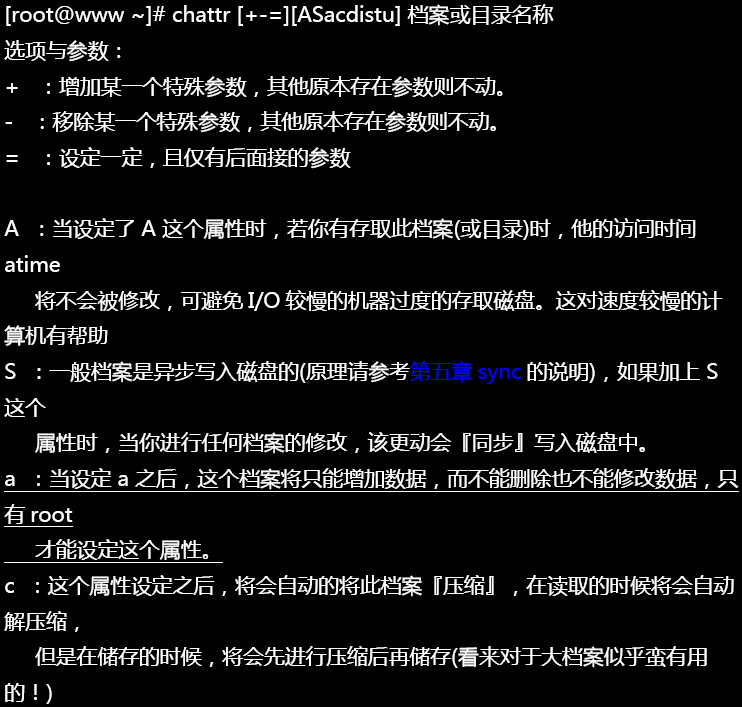 [root@www ~]# chattr [+-=][ASacdistu] 档案或目录名称
选项与参数：
+ ：增加某一个特殊参数，其他原本存在参数则不动。
- ：移除某一个特殊参数，其他原本存在参数则不动。
= ：设定一定，且仅有后面接的参数
A ：当设定了 A 这个属性时，若你有存取此档案(或目录)时，他的访问时间
atime
将不会被修改，可避免 I/O 较慢的机器过度的存取磁盘。这对速度较慢的计
算机有帮助
S ：一般档案是异步写入磁盘的(原理请参考第五章 sync 的说明)，如果加上 S
这个
属性时，当你进行任何档案的修改，该更动会『同步』写入磁盘中。
a ：当设定 a 之后，这个档案将只能增加数据，而不能删除也不能修改数据，只
有 root
才能设定这个属性。
c ：这个属性设定之后，将会自动的将此档案『压缩』，在读取的时候将会自动
解压缩，
但是在储存的时候，将会先进行压缩后再储存(看来对于大档案似乎蛮有用
的！)